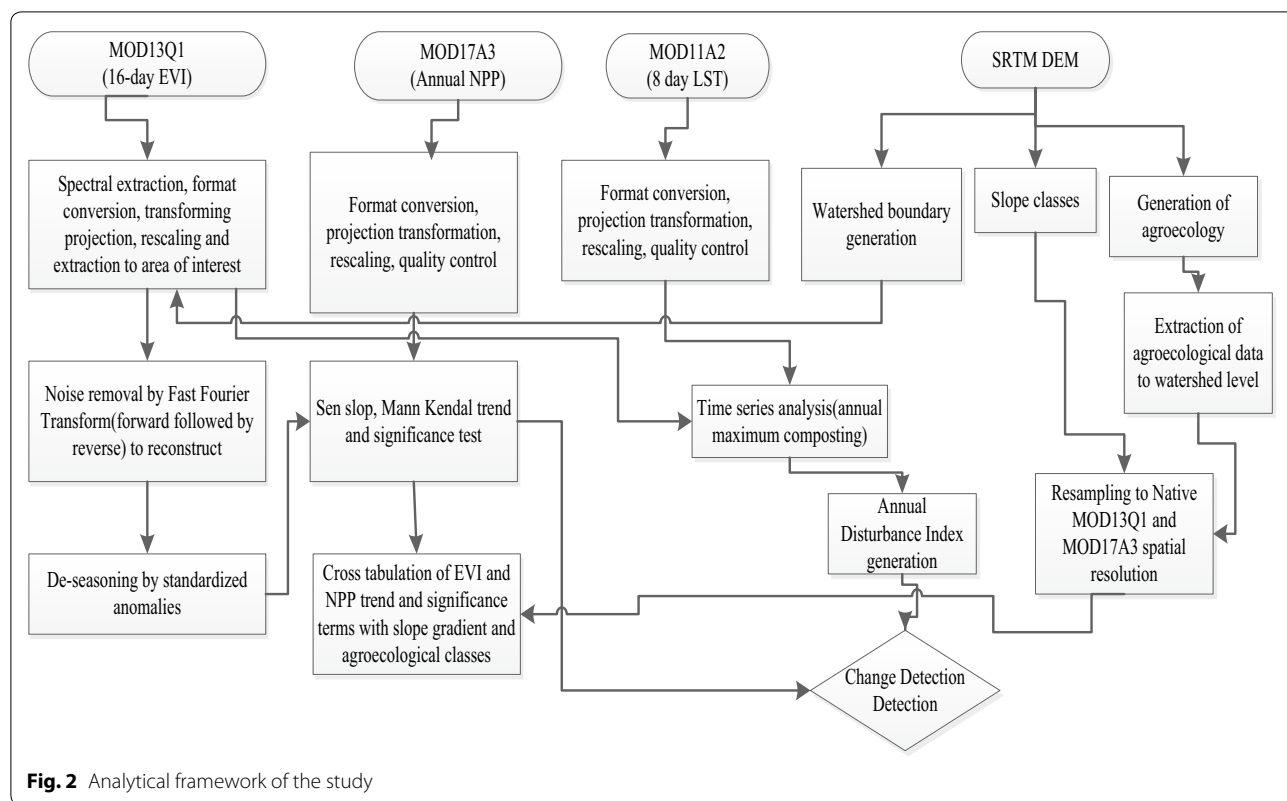 MOD13Q1
(16-day EVI)
MOD17A3
(Annual NPP)
MOD11A2
(8 day LST)
SRTM DEM
Spectral extraction, format
conversion, transforming
projection, rescaling and
extraction to area of interest
Format conversion,
projection transformation,
rescaling, quality control
Format conversion,
projection transformation,
rescaling, quality control
Watershed boundary
generation
Slope classes
Generation of
agroecology
Extraction of
agroecological data
to watershed level
Noise removal by Fast Fourier
Transform(forward followed by
reverse) to reconstruct
Sen slop, Mann Kendal trend
and significance test
Time series analysis(annual
maximum composting)
Resampling to Native
MOD13Q1 and
MOD17A3 spatial
resolution
Annual
Disturbance Index
generation
De-seasoning by standardized
anomalies
Cross tabulation of EVI and
NPP trend and significance
terms with slope gradient and
agroecological classes
Change Detection
Detection
Fig. 2 Analytical framework of the study